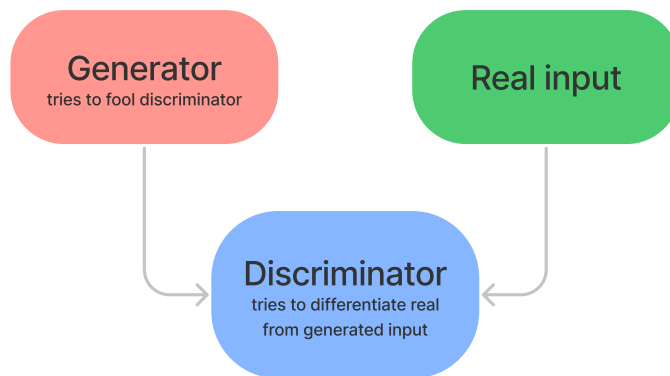 Generator
tries to fool discriminator
Real input
Discriminator
tries to differentiate real
from generated input